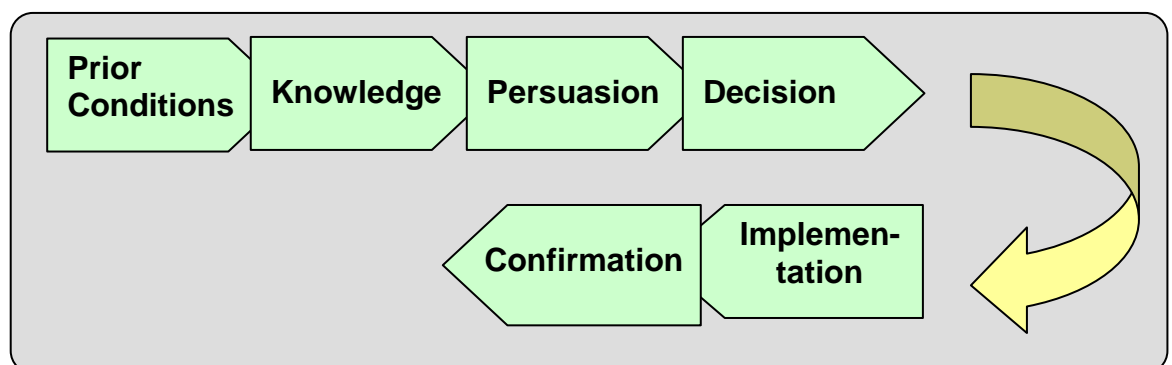 Prior
Conditions
Knowledge
Persuasion
Decision
Implemen-
tation
Confirmation